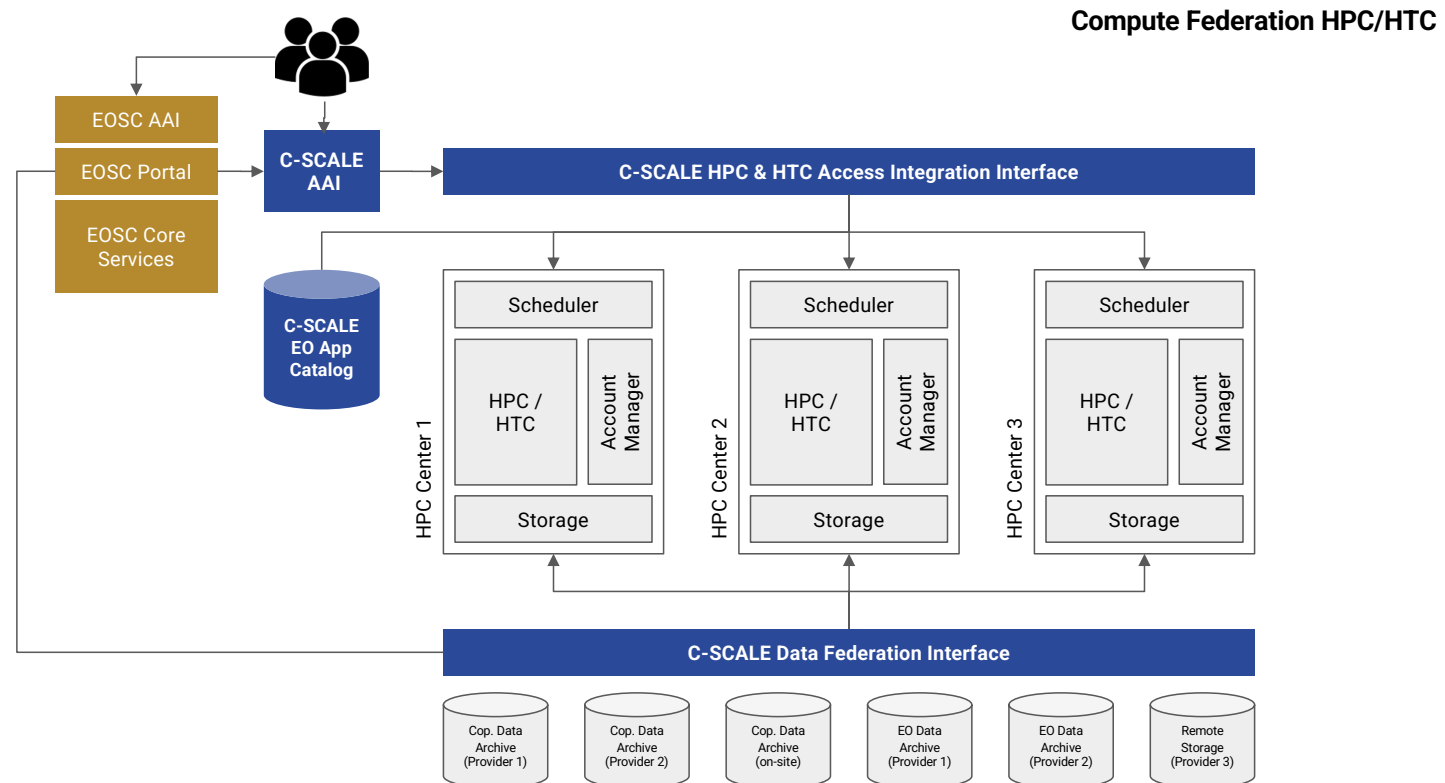 Compute Federation HPC/HTC
EOSC AAI
EOSC Portal
EOSC Core
Services
C-SCALE
AAI
C-SCALE HPC & HTC Access Integration Interface
C-SCALE
EO App
Catalog
HPC Center 1
Scheduler
HPC /
HTC
Account
Manager
Storage
HPC Center 2
Scheduler
HPC /
HTC
Account
Manager
Storage
HPC Center 3
Scheduler
HPC /
HTC
Account
Manager
Storage
C-SCALE Data Federation Interface
Cop. Data
Archive
(Provider 1)
Cop. Data
Archive
(Provider 2)
Cop. Data
Archive
(on-site)
EO Data
Archive
(Provider 1)
EO Data
Archive
(Provider 2)
Remote
Storage
(Provider 3)